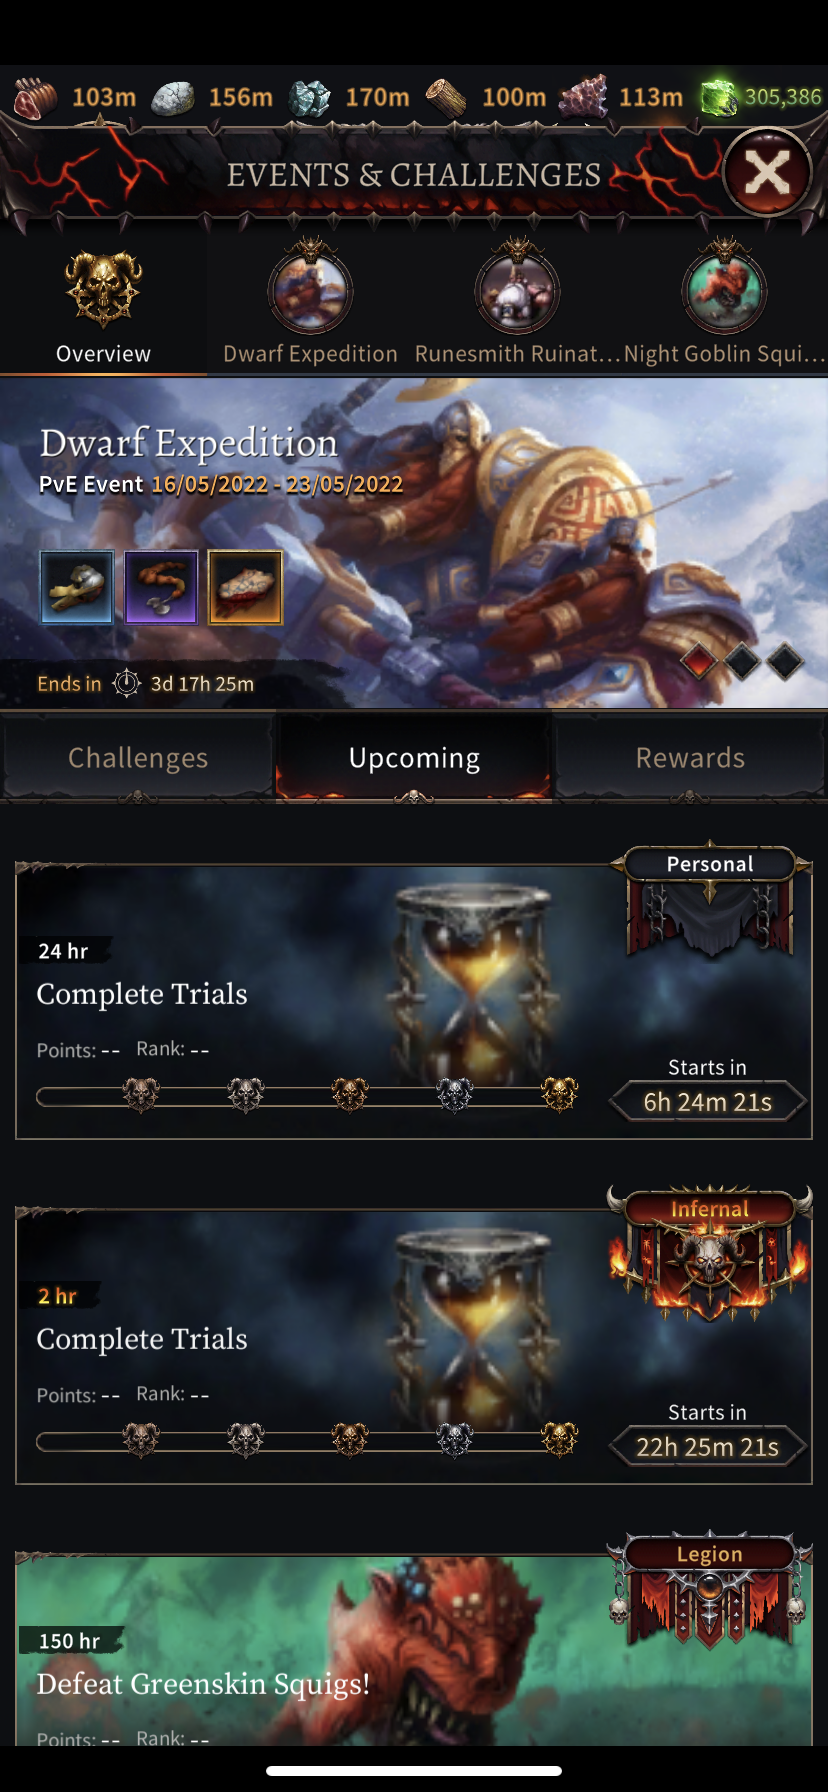 103m 156m 170m 100m 113m 305,386
EVENTS & CHALLENGES
Overview Dwarf Expedition Runesmith Ruinat... Night Goblin Squi...
Dwarf Expedition
PvE Event 16/05/2022 - 23/05/2022
Ends in 3d 17h 25m
Challenges Upcoming Rewards
Personal
24 hr
Complete Trials
Points: -- Rank: --
Starts in
6h 24m 21s
Infernal
2 hr
Complete Trials
Points: -- Rank: --
Starts in
22h 25m 21s
Legion
150 hr
Defeat Greenskin Squigs!
Points: -- Rank: --